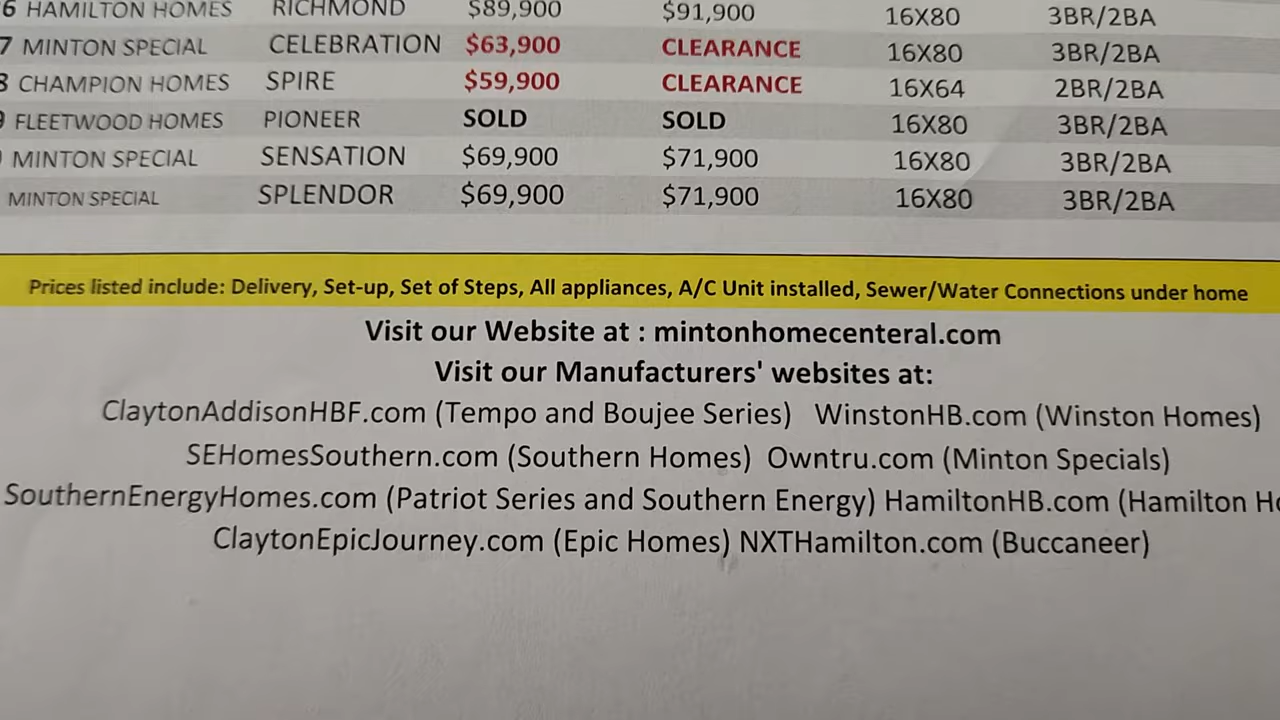 6 HAMILTON HOMES RICHMOND $89,900 $91,900 16X80 3BR/2BA
7 MINTON SPECIAL CELEBRATION $63,900 CLEARANCE 16X80 3BR/2BA
8 CHAMPION HOMES SPIRE $59,900 CLEARANCE 16X64 2BR/2BA
9 FLEETWOOD HOMES PIONEER SOLD SOLD 16X80 3BR/2BA
MINTON SPECIAL SENSATION $69,900 $71,900 16X80 3BR/2BA
MINTON SPECIAL SPLENDOR $69,900 $71,900 16X80 3BR/2BA
Prices listed include: Delivery, Set-up, Set of Steps, All appliances, A/C Unit installed, Sewer/Water Connections under home
Visit our Website at : mintonhomecenteral.com
Visit our Manufacturers' websites at:
ClaytonAddisonHBF.com (Tempo and Boujee Series) WinstonHB.com (Winston Homes)
SEHomesSouthern.com (Southern Homes) Owntru.com (Minton Specials)
SouthernEnergyHomes.com (Patriot Series and Southern Energy) HamiltonHB.com (Hamilton Ho
ClaytonEpicJourney.com (Epic Homes) NXTHamilton.com (Buccaneer)